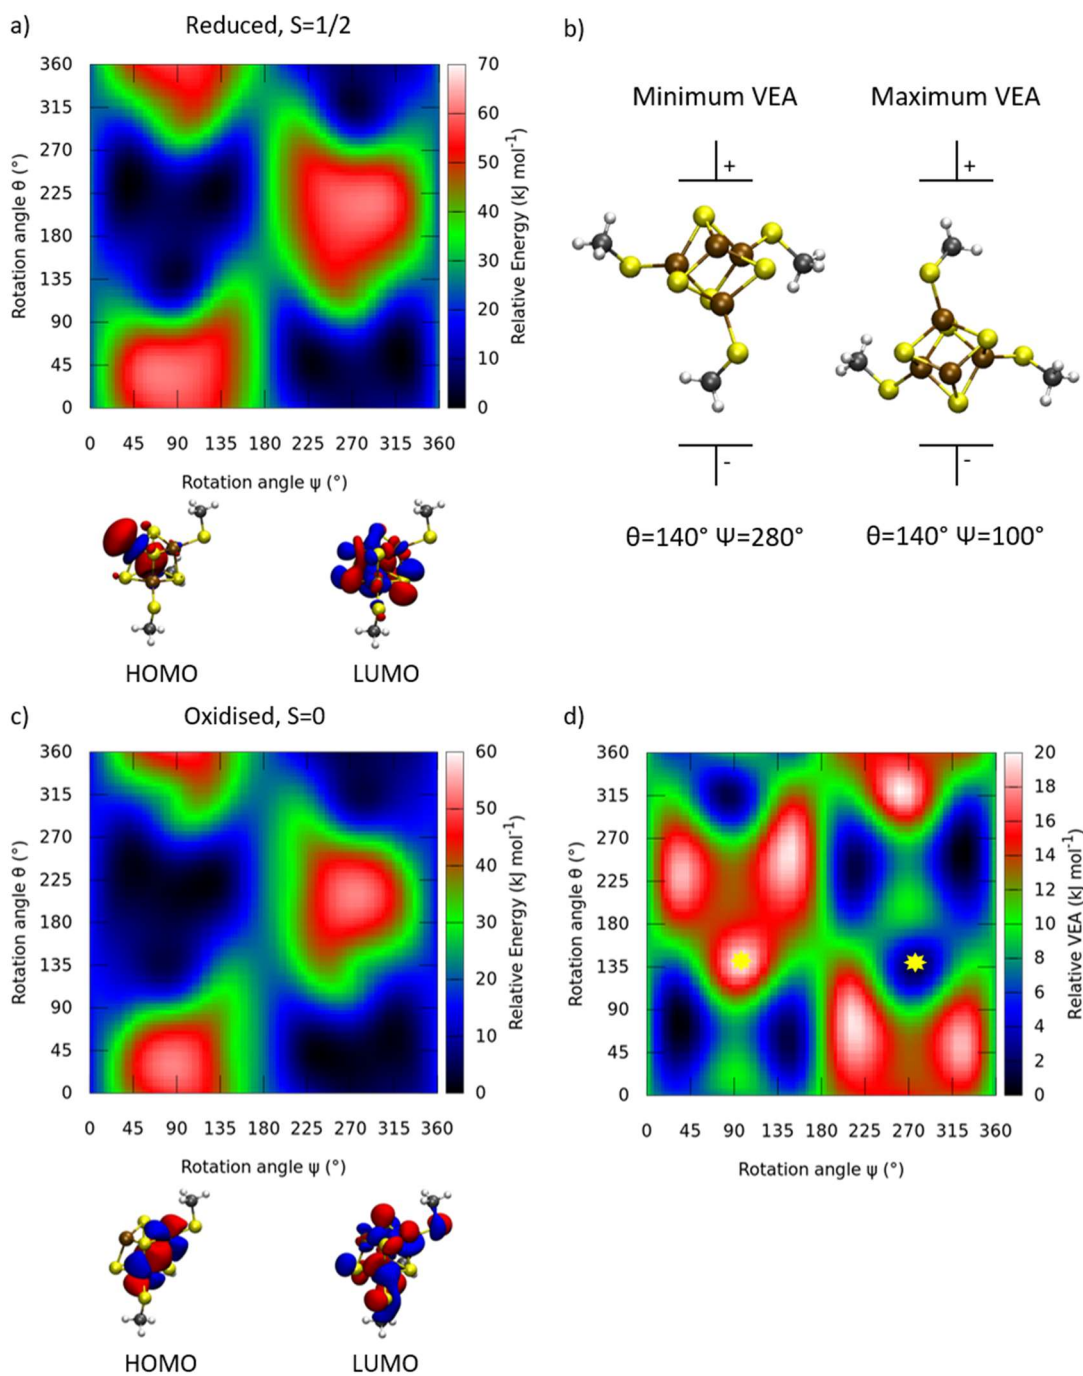 a)
Reduced, S=1/2
360
315
270
225
180
135
90
45
0
Rotation angle θ (°)
0 45 90 135 180 225 270 315 360
Rotation angle ψ (°)
70
60
50
40
30
20
10
0
Relative Energy (kJ mol-1)
HOMO
LUMO
b)
Minimum VEA
Maximum VEA
+
+
-
-
θ=140° Ψ=280°
θ=140° Ψ=100°
c)
Oxidised, S=0
360
315
270
225
180
135
90
45
0
Rotation angle θ (°)
0 45 90 135 180 225 270 315 360
Rotation angle ψ (°)
60
50
40
30
20
10
0
Relative Energy (kJ mol-1)
HOMO
LUMO
d)
360
315
270
225
180
135
90
45
0
Rotation angle θ (°)
0 45 90 135 180 225 270 315 360
Rotation angle ψ (°)
20
18
16
14
12
10
8
6
4
2
0
Relative VEA (kJ mol-1)